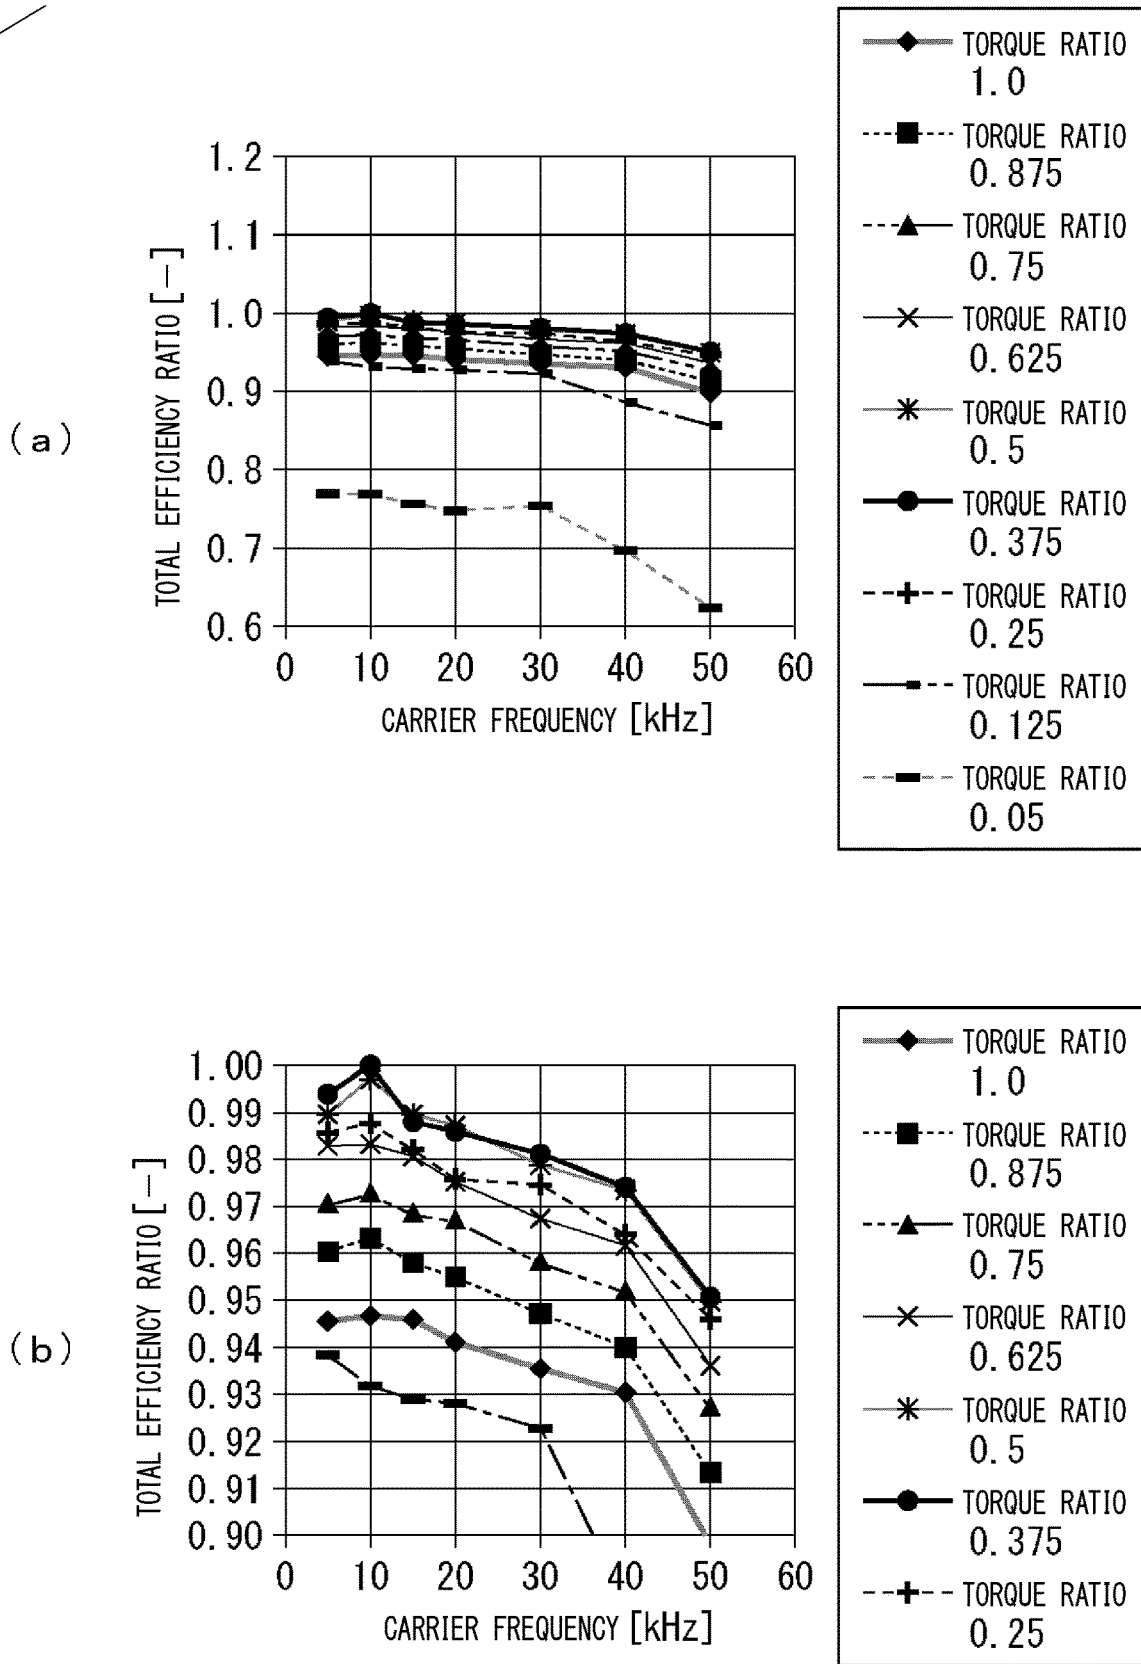 TORQUE RATIO
1.0
TORQUE RATIO
0.875
TORQUE RATIO
0.75
TORQUE RATIO
0.625
TORQUE RATIO
0.5
TORQUE RATIO
0.375
TORQUE RATIO
0.25
TORQUE RATIO
0.125
TORQUE RATIO
0.05
(a)
TOTAL EFFICIENCY RATIO [—]
1.2
1.1
1.0
0.9
0.8
0.7
0.6
0 10 20 30 40 50 60
CARRIER FREQUENCY [kHz]
TORQUE RATIO
1.0
TORQUE RATIO
0.875
TORQUE RATIO
0.75
TORQUE RATIO
0.625
TORQUE RATIO
0.5
TORQUE RATIO
0.375
TORQUE RATIO
0.25
(b)
TOTAL EFFICIENCY RATIO [—]
1.00
0.99
0.98
0.97
0.96
0.95
0.94
0.93
0.92
0.91
0.90
0 10 20 30 40 50 60
CARRIER FREQUENCY [kHz]